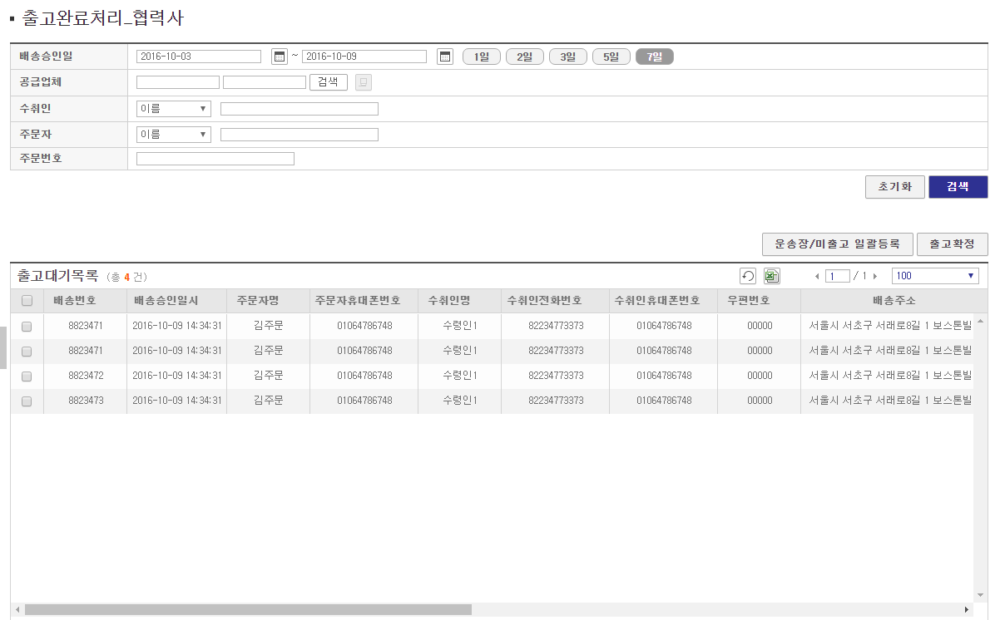 출고완료처리_협력사
배송승인일 2016-10-03 ~ 2016-10-09 1일 2일 3일 5일 7일
공급업체 검색
수취인 이름
주문자 이름
주문번호
초기화 검색
운송장/미출고 일괄등록 출고확정
출고대기목록 (총 4 건) 1 / 1 100
배송번호 배송승인일시 주문자명 주문자휴대폰번호 수취인명 수취인전화번호 수취인휴대폰번호 우편번호 배송주소
8823471 2016-10-09 14:34:31 김주문 01064786748 수령인1 82234773373 01064786748 00000 서울시 서초구 서래로8길 1 보스톤빌
8823471 2016-10-09 14:34:31 김주문 01064786748 수령인1 82234773373 01064786748 00000 서울시 서초구 서래로8길 1 보스톤빌
8823472 2016-10-09 14:34:31 김주문 01064786748 수령인1 82234773373 01064786748 00000 서울시 서초구 서래로8길 1 보스톤빌
8823473 2016-10-09 14:34:31 김주문 01064786748 수령인1 82234773373 01064786748 00000 서울시 서초구 서래로8길 1 보스톤빌